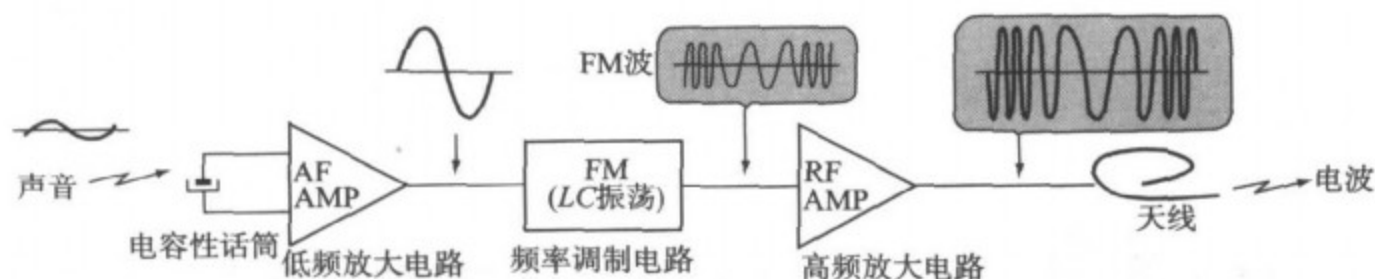 FM波
声音
AF
AMP
FM
(LC振荡)
RF
AMP
电波
天线
电容性话筒
低频放大电路
频率调制电路
高频放大电路